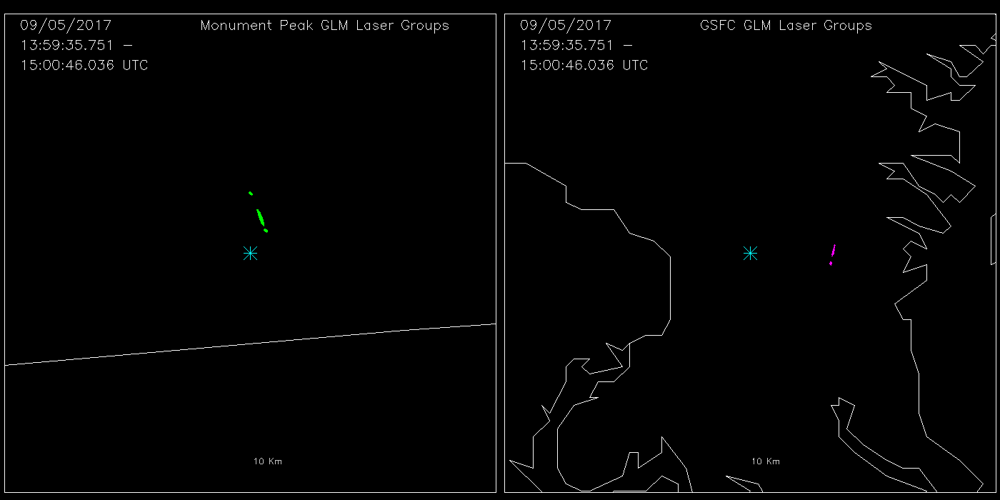 09/05/2017 Monument Peak GLM Laser Groups
13:59:35.751 –
15:00:46.036 UTC
10 Km
09/05/2017 GSFC GLM Laser Groups
13:59:35.751 –
15:00:46.036 UTC
10 Km